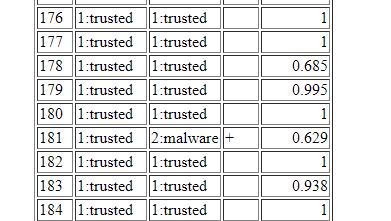 176 1:trusted 1:trusted 1
177 1:trusted 1:trusted 1
178 1:trusted 1:trusted 0.685
179 1:trusted 1:trusted 0.995
180 1:trusted 1:trusted 1
181 1:trusted 2:malware + 0.629
182 1:trusted 1:trusted 1
183 1:trusted 1:trusted 0.938
184 1:trusted 1:trusted 1